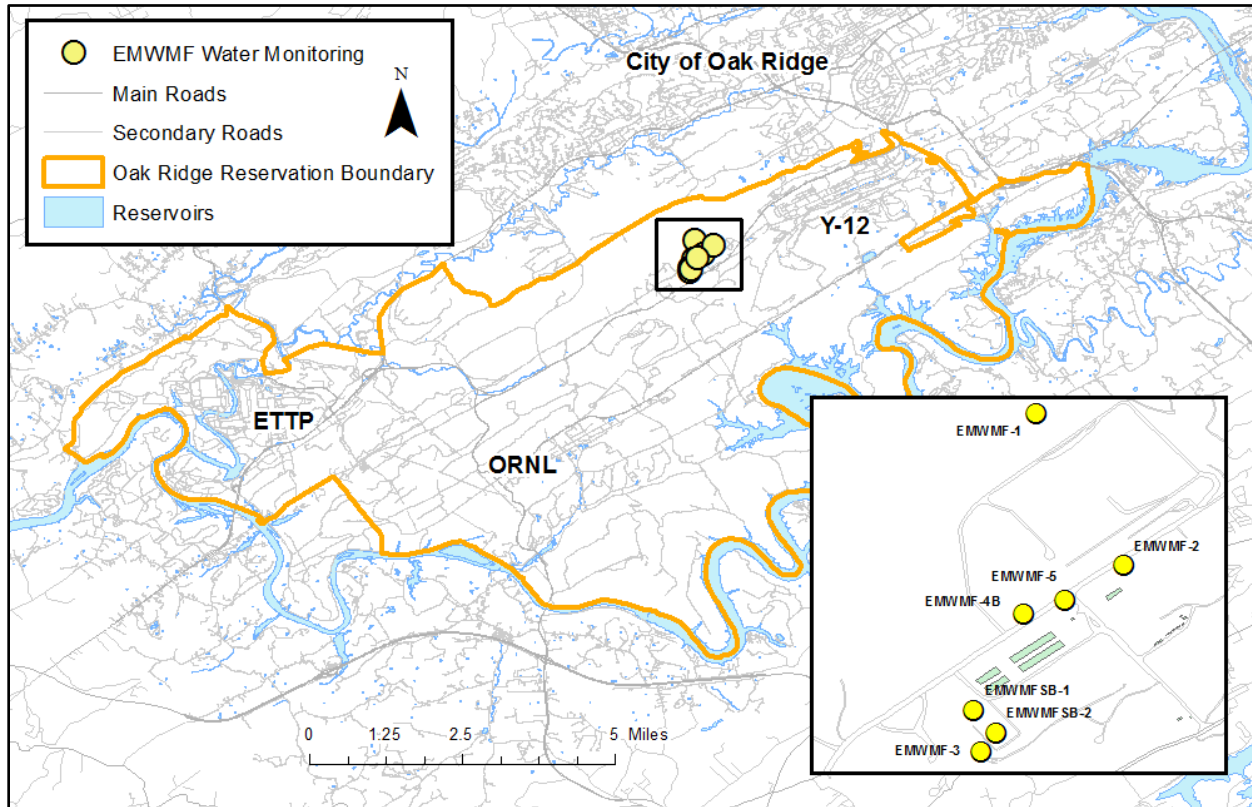 EMWMF Water Monitoring
Main Roads
Secondary Roads
Oak Ridge Reservation Boundary
Reservoirs
N
City of Oak Ridge
Y-12
ETTP
ORNL
0 1.25 2.5 5 Miles
EMWMF-1
EMWMF-2
EMWMF-5
EMWMF-4B
EMWMFSB-1
EMWMFSB-2
EMWMF-3